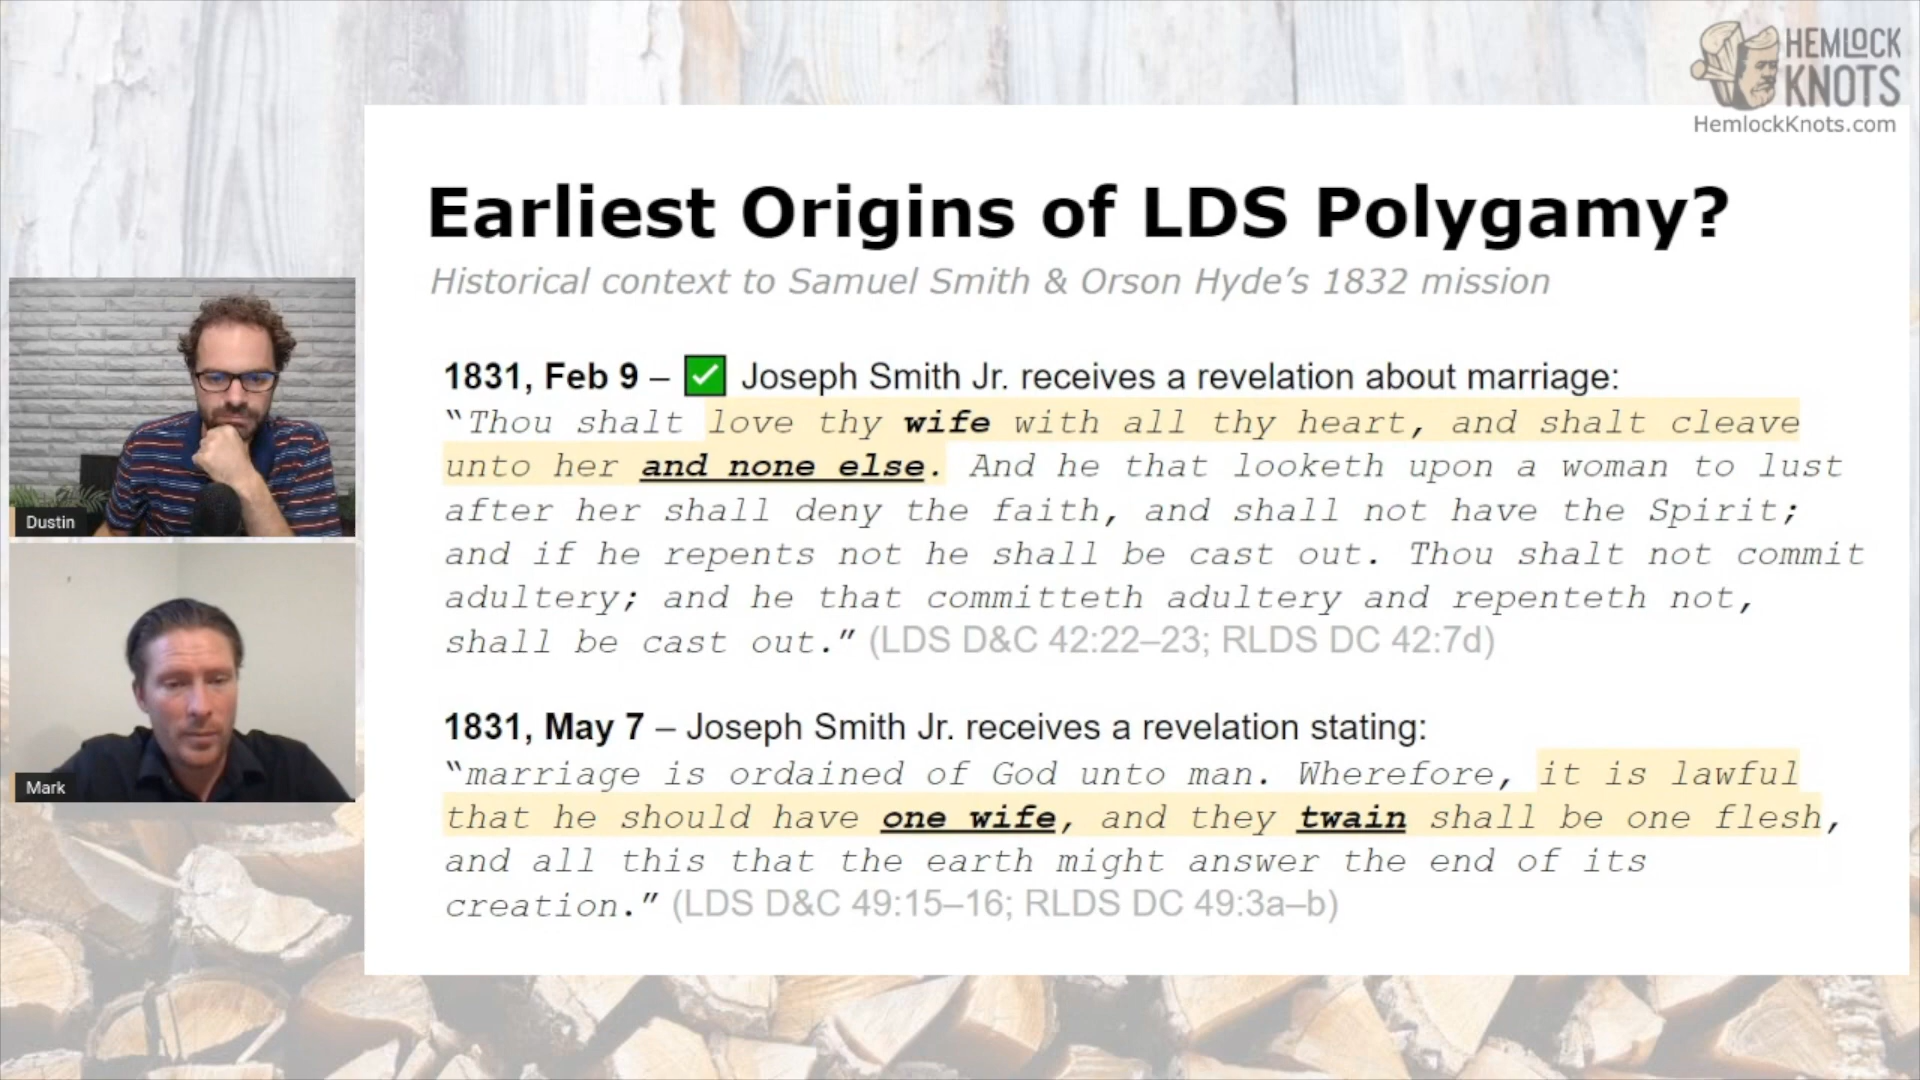 HEMLOCK
KNOTS
HemlockKnots.com
Earliest Origins of LDS Polygamy?
Historical context to Samuel Smith & Orson Hyde's 1832 mission
1831, Feb 9 – ✅ Joseph Smith Jr. receives a revelation about marriage:
“Thou shalt love thy wife with all thy heart, and shalt cleave
unto her and none else. And he that looketh upon a woman to lust
after her shall deny the faith, and shall not have the Spirit;
and if he repents not he shall be cast out. Thou shalt not commit
adultery; and he that committeth adultery and repenteth not,
shall be cast out.” (LDS D&C 42:22–23; RLDS DC 42:7d)
1831, May 7 – Joseph Smith Jr. receives a revelation stating:
“marriage is ordained of God unto man. Wherefore, it is lawful
that he should have one wife, and they twain shall be one flesh,
and all this that the earth might answer the end of its
creation.” (LDS D&C 49:15–16; RLDS DC 49:3a–b)
Dustin
Mark